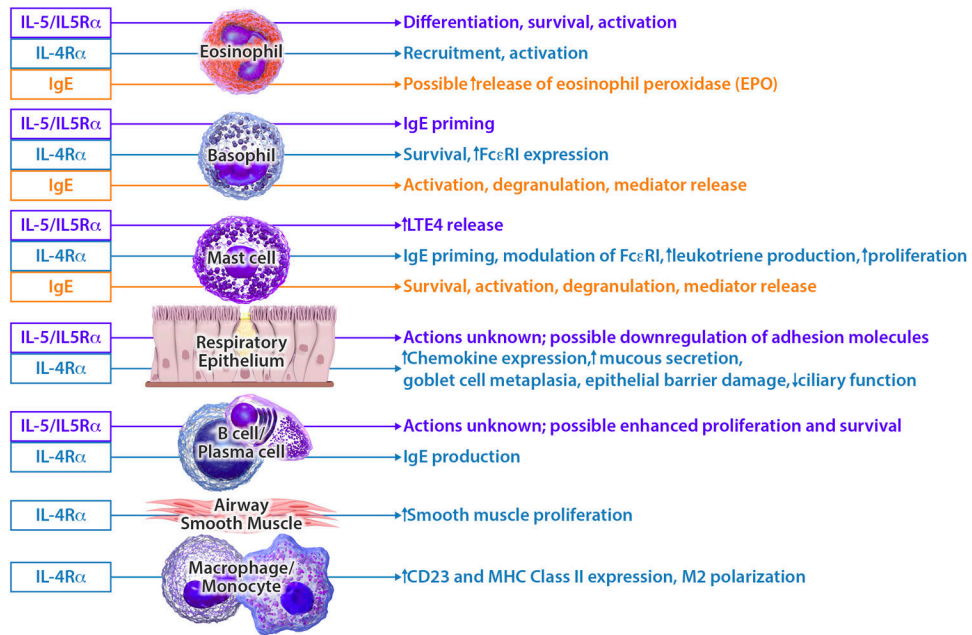 IL-5/IL5Rα
Differentiation, survival, activation
IL-4Rα
Eosinophil
Recruitment, activation
IgE
Possible ↑release of eosinophil peroxidase (EPO)
IL-5/IL5Rα
IgE priming
IL-4Rα
Basophil
Survival, ↑FcεRI expression
IgE
Activation, degranulation, mediator release
IL-5/IL5Rα
↑LTE4 release
IL-4Rα
Mast cell
IgE priming, modulation of FcεRI, ↑leukotriene production, ↑proliferation
IgE
Survival, activation, degranulation, mediator release
IL-5/IL5Rα
Respiratory
Epithelium
Actions unknown; possible downregulation of adhesion molecules
IL-4Rα
↑Chemokine expression, ↑ mucous secretion,
goblet cell metaplasia, epithelial barrier damage, ↓ciliary function
IL-5/IL5Rα
B cell/
Plasma cell
Actions unknown; possible enhanced proliferation and survival
IL-4Rα
IgE production
IL-4Rα
Airway
Smooth Muscle
↑Smooth muscle proliferation
IL-4Rα
Macrophage/
Monocyte
↑CD23 and MHC Class II expression, M2 polarization